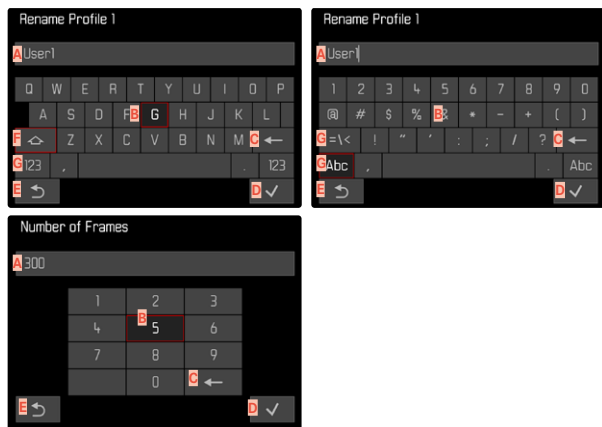 Rename Profile 1
A User1
Q W E R T Y U I O P
A S D F B G H J K L
F Z X C V B N M C ←
G 123 , . 123
E D ✓
Rename Profile 1
A User1
1 2 3 4 5 6 7 8 9 0
@ # $ % B & * - + ( )
G =\< ! " ' : ; / ? C ←
G Abc , . Abc
E D ✓
Number of Frames
A 300
1 2 3
4 B 5 6
7 8 9
0 C ←
E D ✓